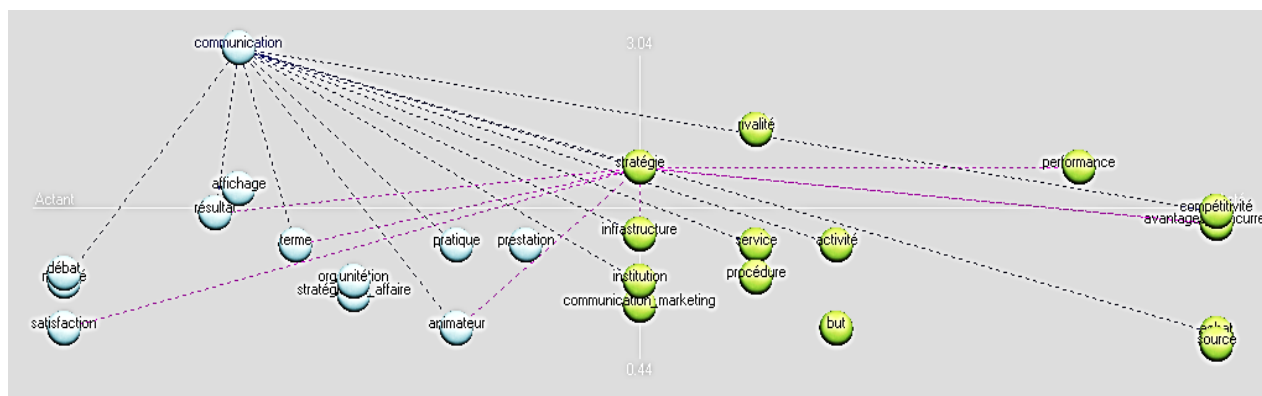 communication
3.04
rivalité
stratégie
performance
affichage
Actant
résultat
compétitivité
infrastructure
terme
pratique
prestation
service
activité
débat
institution
procédure
communication_marketing
satisfaction
animateur
but
source
0.44